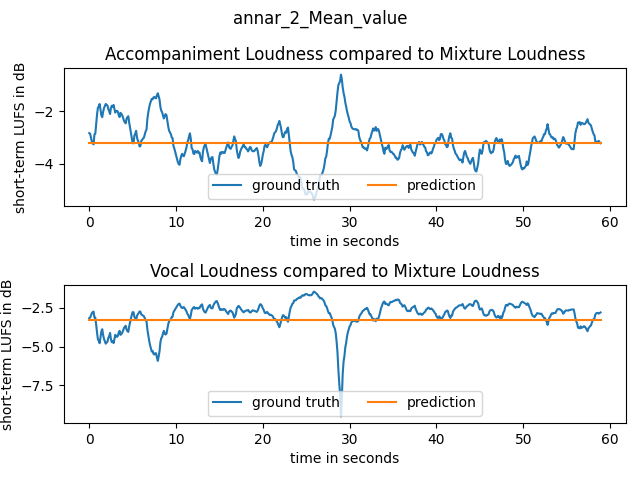 annar_2_Mean_value
Accompaniment Loudness compared to Mixture Loudness
short-term LUFS in dB
−2
−4
ground truth
prediction
0 10 20 30 40 50 60
time in seconds
Vocal Loudness compared to Mixture Loudness
short-term LUFS in dB
−2.5
−5.0
−7.5
ground truth
prediction
0 10 20 30 40 50 60
time in seconds